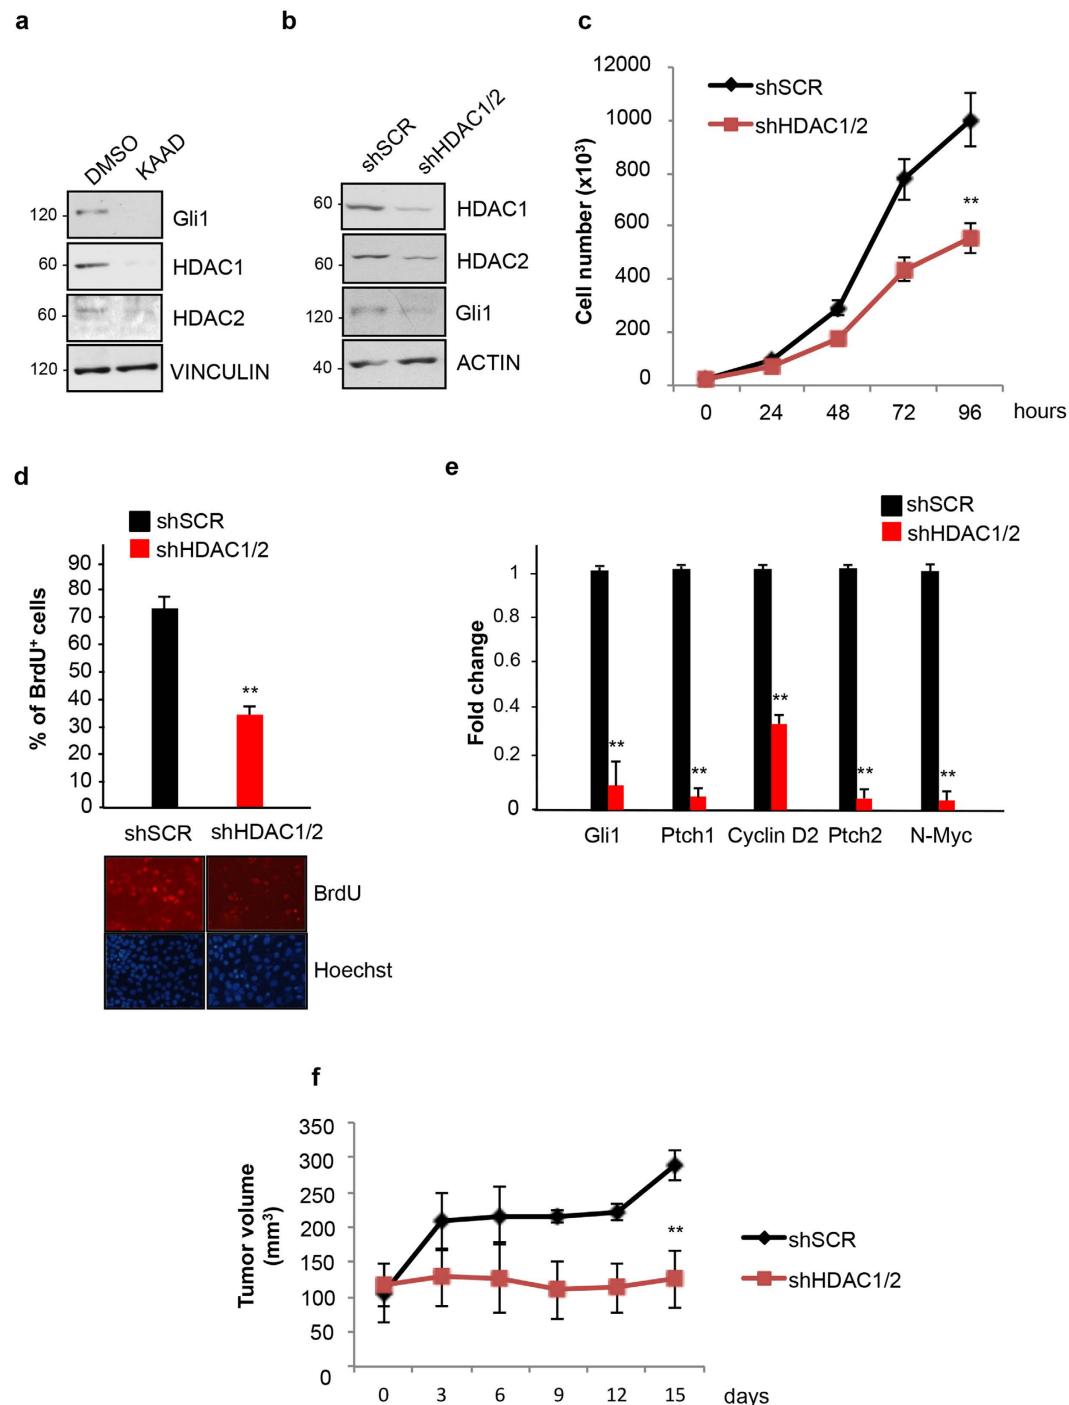 a
DMSO
KAAD
120
Gli1
60
HDAC1
60
HDAC2
120
VINCULIN
b
shSCR
shHDAC1/2
60
HDAC1
60
HDAC2
120
Gli1
40
ACTIN
c
shSCR
shHDAC1/2
Cell number (x10³)
12000
1000
800
600
400
200
0
**
0 24 48 72 96 hours
d
shSCR
shHDAC1/2
% of BrdU⁺ cells
90
80
70
60
50
40
30
20
10
0
**
shSCR shHDAC1/2
BrdU
Hoechst
e
shSCR
shHDAC1/2
Fold change
1
0.8
0.6
0.4
0.2
0
** ** ** ** **
Gli1 Ptch1 Cyclin D2 Ptch2 N-Myc
f
Tumor volume
(mm³)
350
300
250
200
150
100
50
0
**
0 3 6 9 12 15 days
shSCR
shHDAC1/2